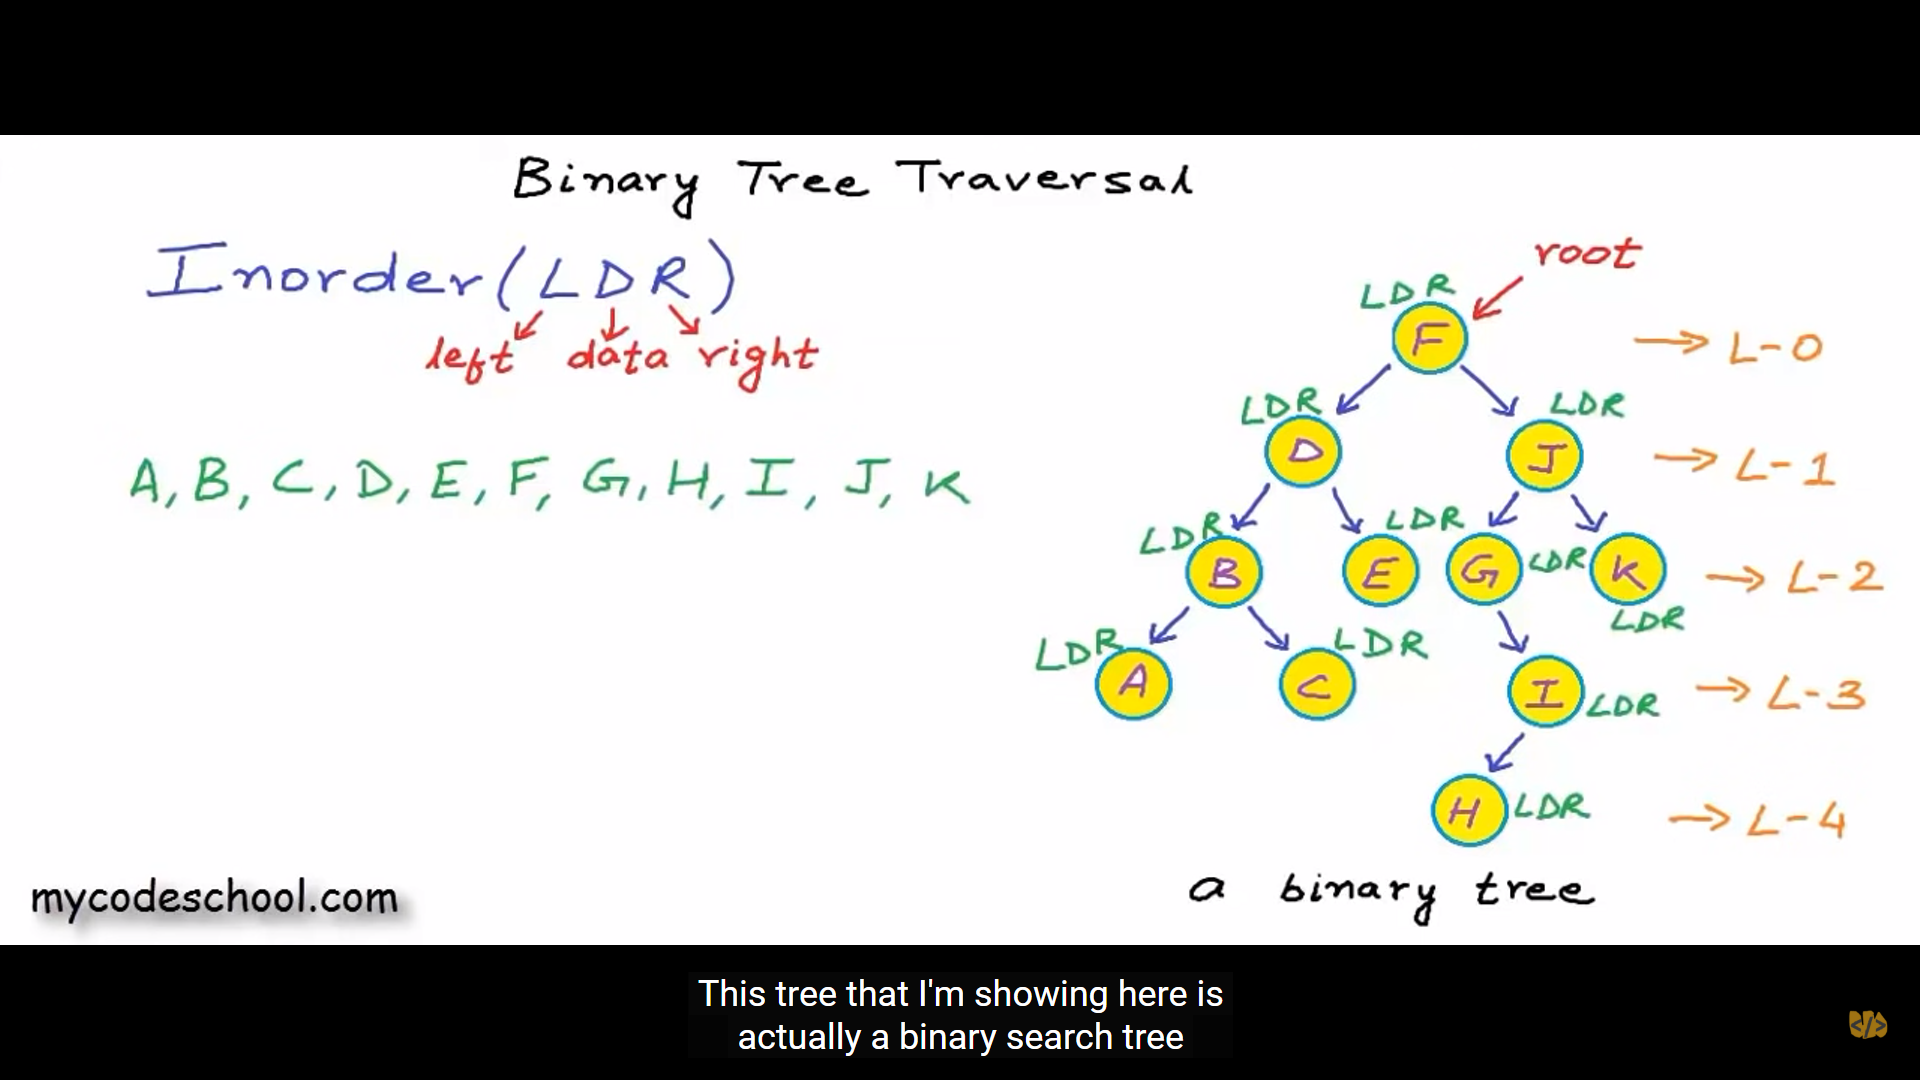 Binary Tree Traversal
Inorder (LDR)
left data right
A, B, C, D, E, F, G, H, I, J, K
root
LDR
F
→ L-0
LDR
LDR
D
J
→ L-1
LDR
LDR
B
E
G
LDR
K
→ L-2
LDR
LDR
LDR
A
C
I
LDR
→ L-3
H
LDR
→ L-4
a binary tree
mycodeschool.com
This tree that I'm showing here is
actually a binary search tree